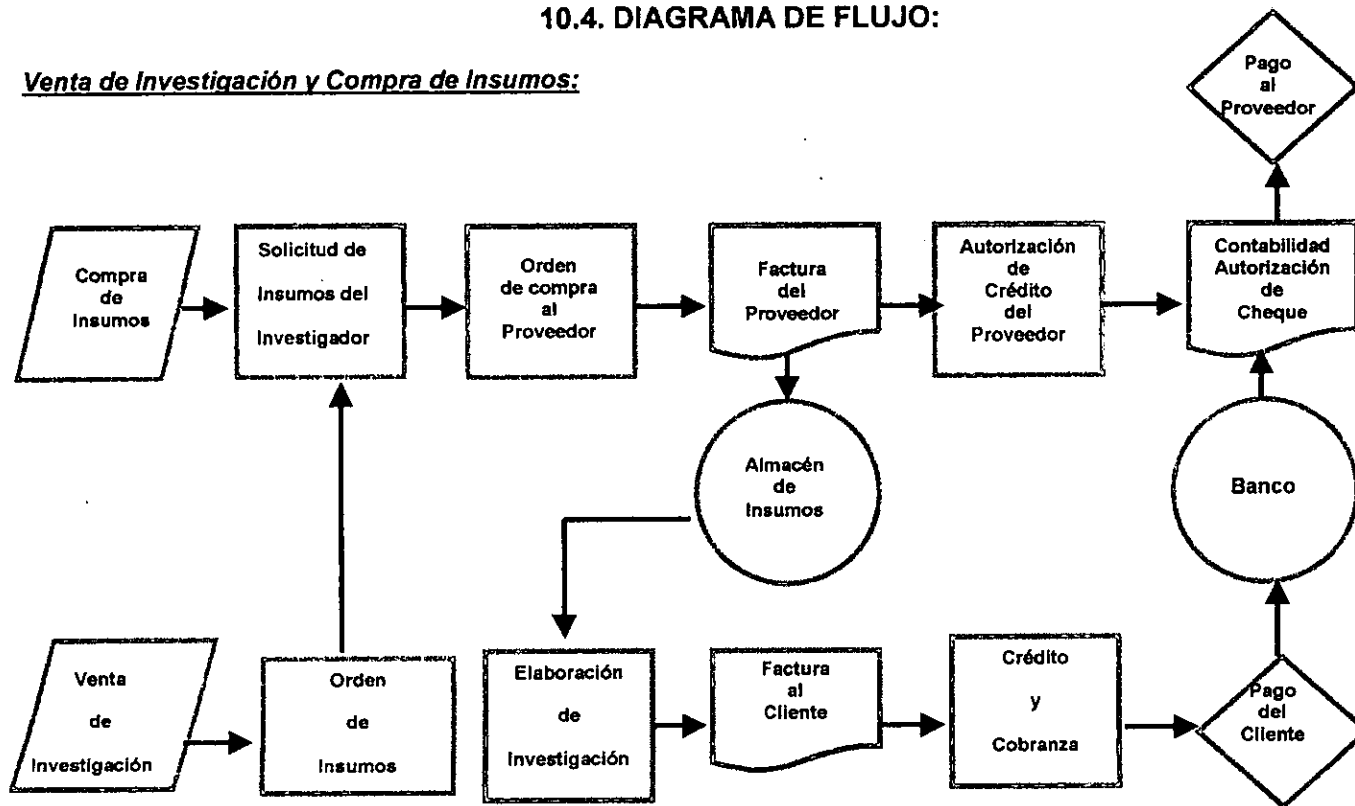 10.4. DIAGRAMA DE FLUJO:
Venta de Investigación y Compra de Insumos:
Pago
al
Proveedor
Compra
de
Insumos
Solicitud de
Insumos del
Investigador
Orden
de compra
al
Proveedor
Factura
del
Proveedor
Autorización
de
Crédito
del
Proveedor
Contabilidad
Autorización
de
Cheque
Almacén
de
Insumos
Banco
Venta
de
Investigación
Orden
de
Insumos
Elaboración
de
Investigación
Factura
al
Cliente
Crédito
y
Cobranza
Pago
del
Cliente